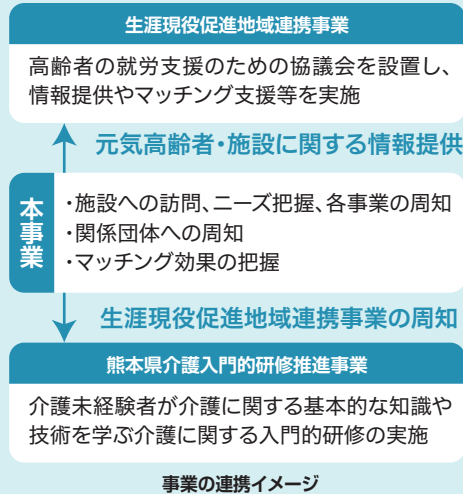 生涯現役促進地域連携事業
高齢者の就労支援のための協議会を設置し、
情報提供やマッチング支援等を実施
元気高齢者・施設に関する情報提供
本事業
・施設への訪問、ニーズ把握、各事業の周知
・関係団体への周知
・マッチング効果の把握
生涯現役促進地域連携事業の周知
熊本県介護入門的研修推進事業
介護未経験者が介護に関する基本的な知識や
技術を学ぶ介護に関する入門的研修の実施
事業の連携イメージ